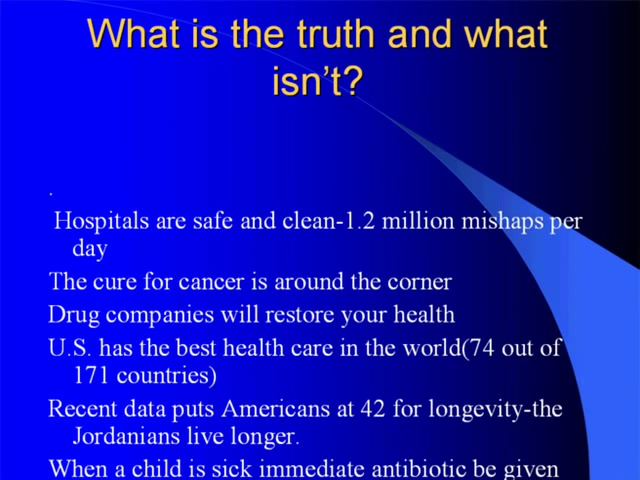 What is the truth and what
isn't?
.
Hospitals are safe and clean-1.2 million mishaps per
day
The cure for cancer is around the corner
Drug companies will restore your health
U.S. has the best health care in the world(74 out of
171 countries)
Recent data puts Americans at 42 for longevity-the
Jordanians live longer.
When a child is sick immediate antibiotic be given